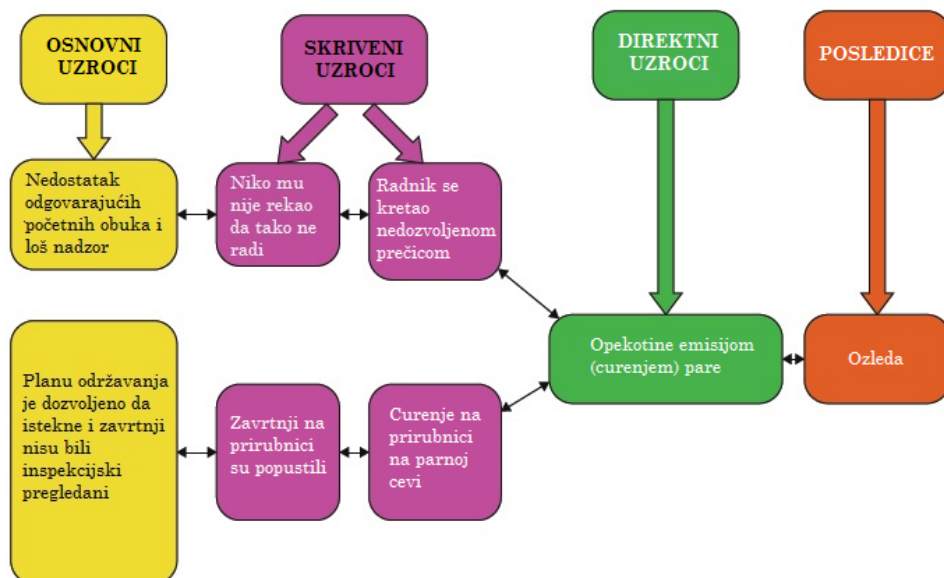 OSNOVNI
UZROCI
SKRIVENI
UZROCI
DIREKTNI
UZROCI
POSLEDICE
Nedostatak
odgovarajućih
početnih obuka i
loš nadzor
Niko mu
nije rekao
da tako ne
radi
Radnik se
kretao
nedozvoljenom
prečicom
Opekotine emisijom
(curenjem) pare
Ozleda
Planu održavanja
je dozvoljeno da
istekne i zavrtnji
nisu bili
inspekcijski
pregledani
Zavrtnji na
prirubnici
su popustili
Curenje na
prirubnici
na parnoj
cevi